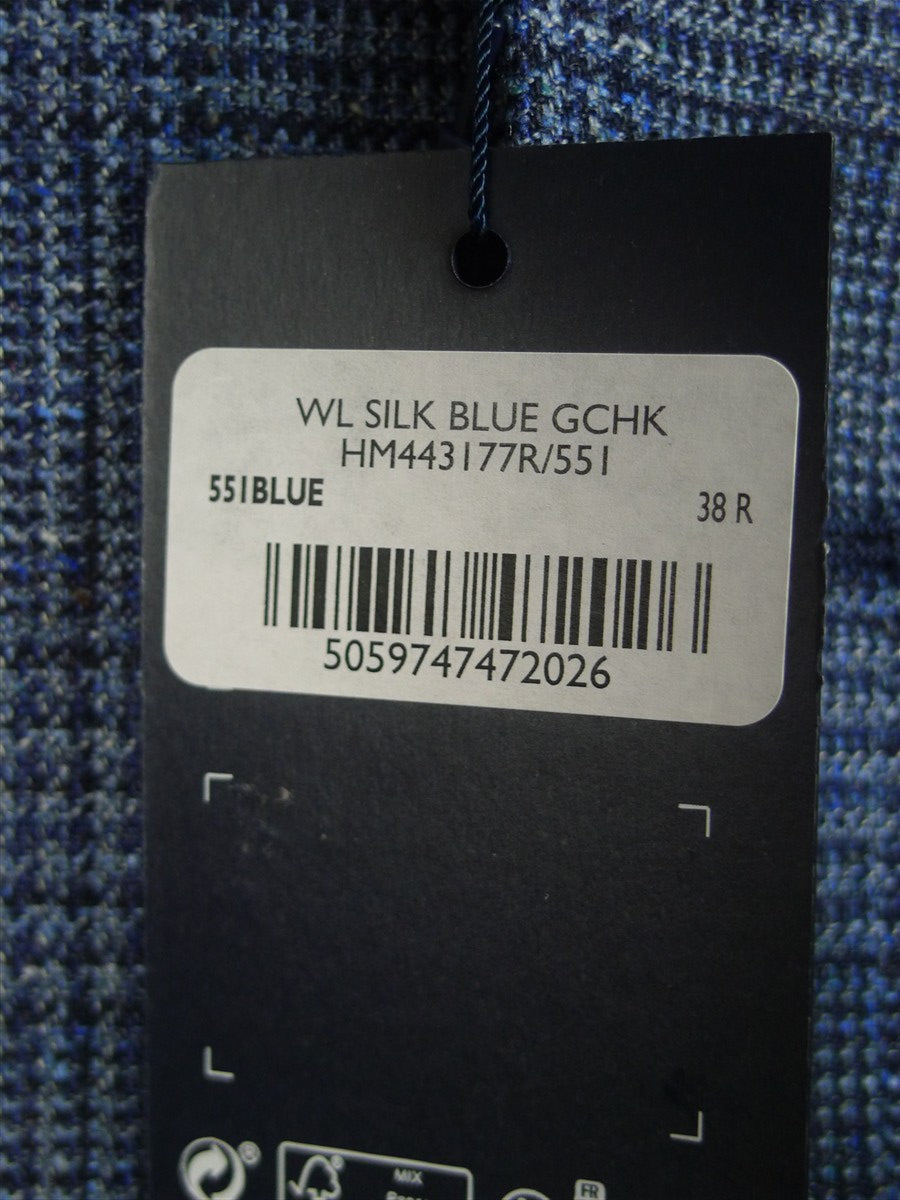 WL SILK BLUE GCHK
HM443177R/551
551BLUE
38 R
5059747472026
®
MIX
FR